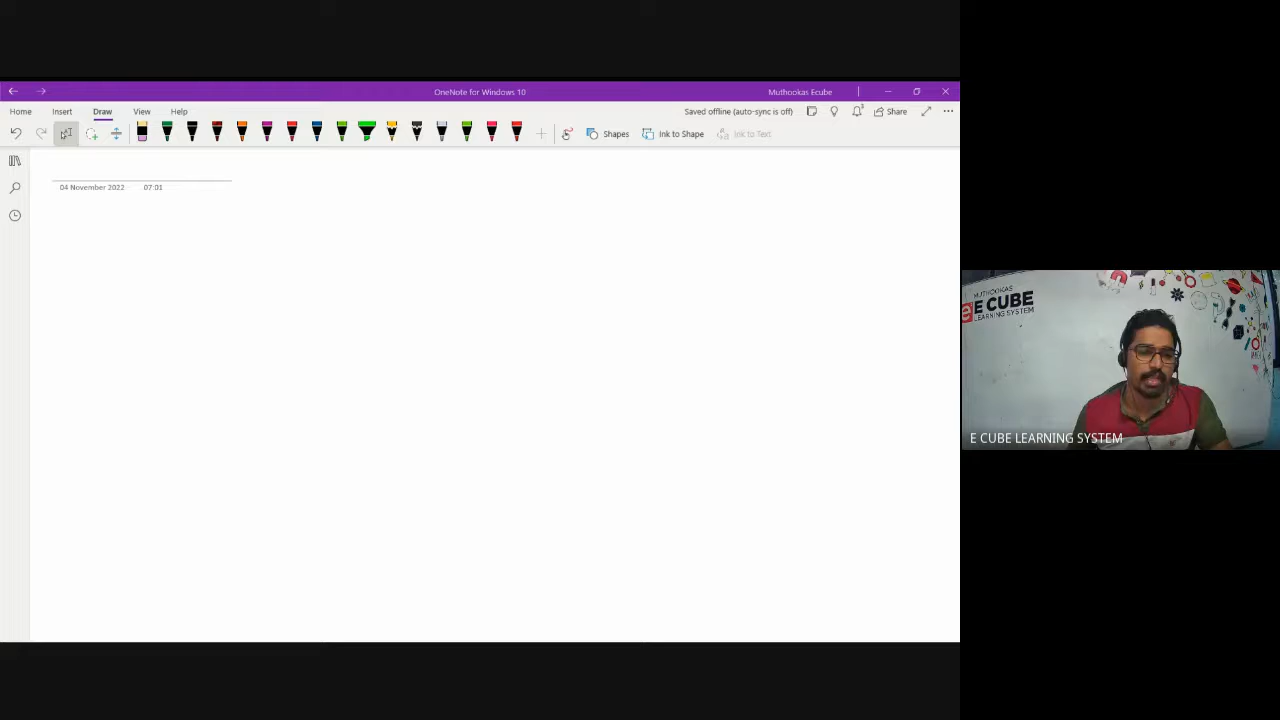 OneNote for Windows 10
Muthookas Ecube
Home Insert Draw View Help
Saved offline (auto-sync is off)
Share
Shapes
Ink to Shape
Ink to Text
04 November 2022 07:01
MUTHOOKAS
E CUBE
LEARNING SYSTEM
E CUBE LEARNING SYSTEM